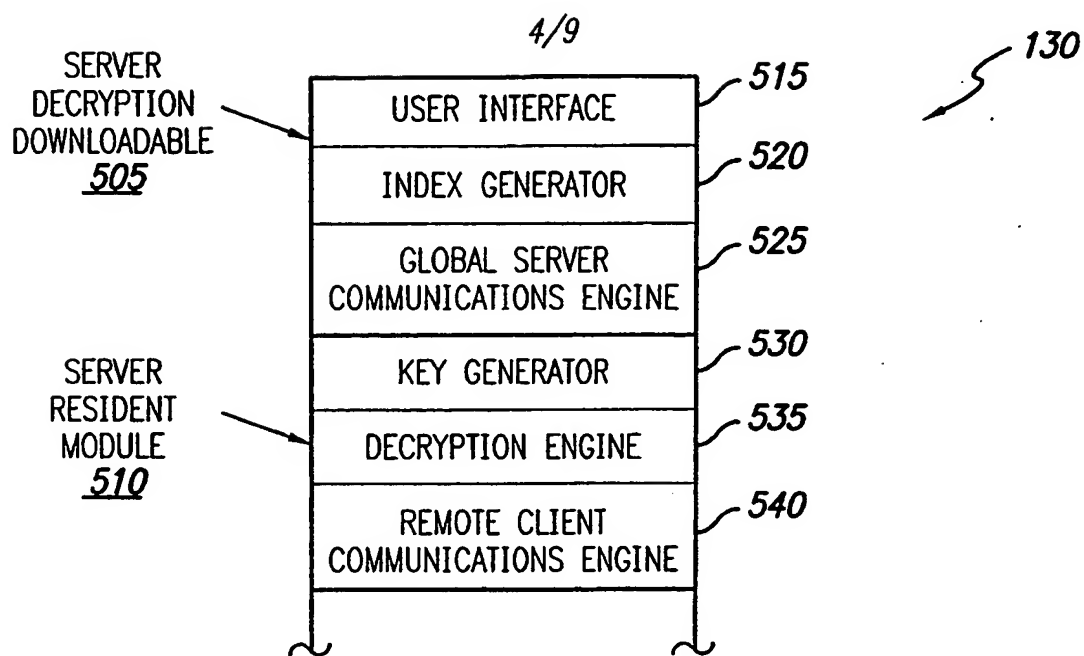 4/9
130
SERVER
DECRYPTION
DOWNLOADABLE
505
USER INTERFACE
515
INDEX GENERATOR
520
GLOBAL SERVER
COMMUNICATIONS ENGINE
525
SERVER
RESIDENT
MODULE
510
KEY GENERATOR
530
DECRYPTION ENGINE
535
REMOTE CLIENT
COMMUNICATIONS ENGINE
540